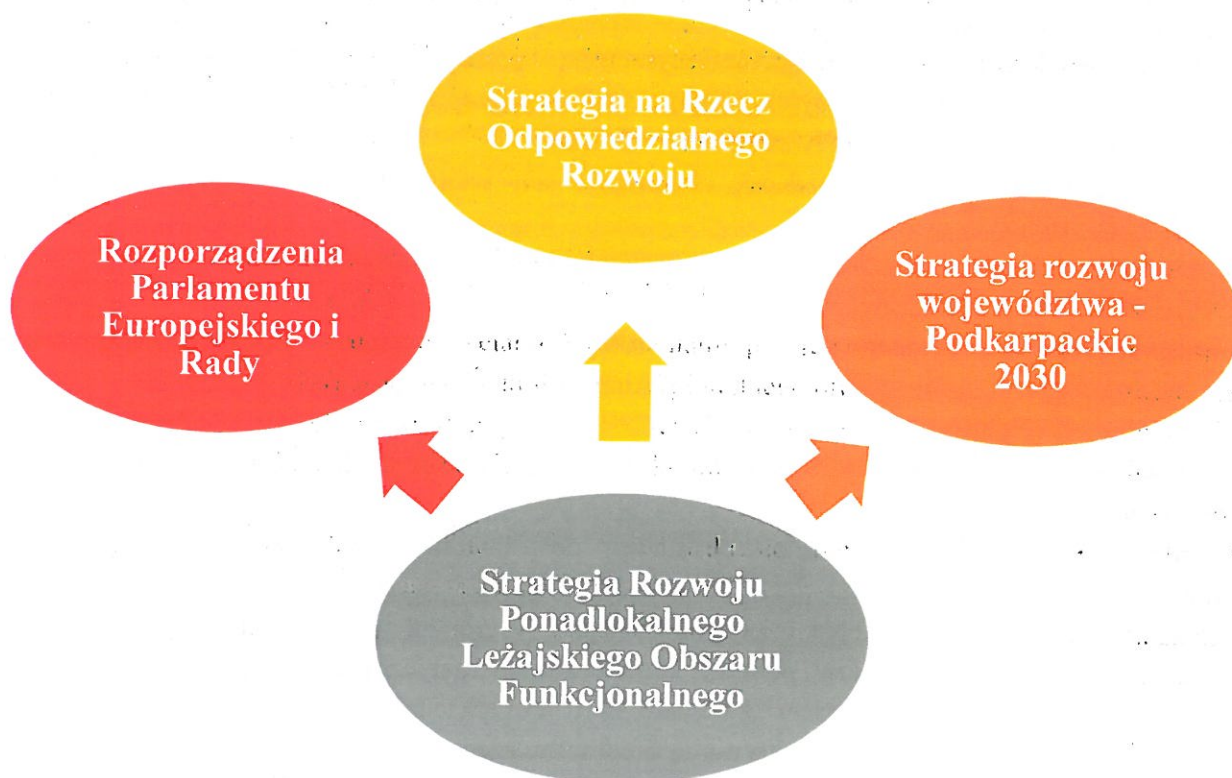 Strategia na Rzecz
Odpowiedzialnego
Rozwoju
Rozporządzenia
Parlamentu
Europejskiego i
Rady
Strategia rozwoju
województwa -
Podkarpackie
2030
Strategia Rozwoju
Ponadlokalnego
Leżajskiego Obszaru
Funkcjonalnego